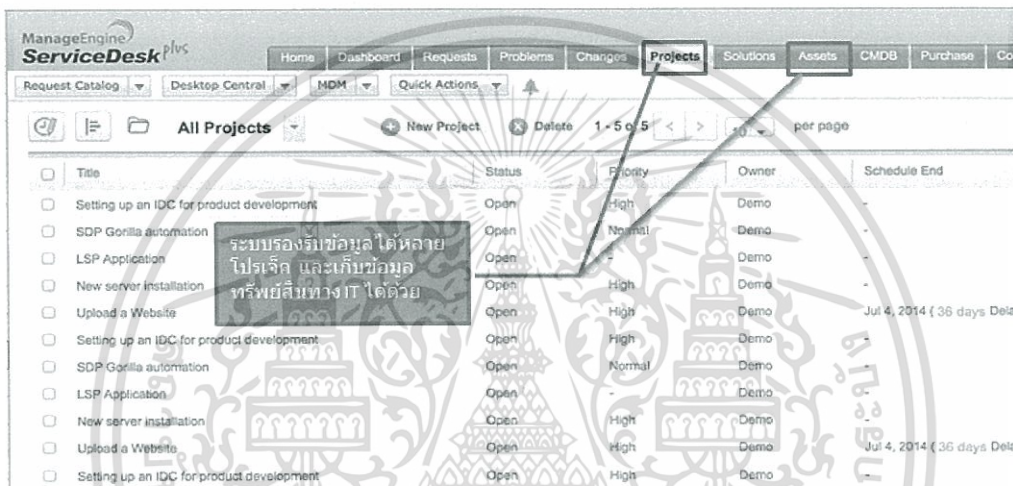 ManageEngine
ServiceDesk plus
Home Dashboard Requests Problems Changes Projects Solutions Assets CMDB Purchase Co
Request Catalog Desktop Central MDM Quick Actions
All Projects New Project Delete 1 - 5 of 5 10 per page
Title Status Priority Owner Schedule End
Setting up an IDC for product development Open High Demo -
SDP Gorilla automation Open Normal Demo -
LSP Application Open - Demo -
New server installation Open High Demo -
Upload a Website Open High Demo Jul 4, 2014 ( 36 days Dela
Setting up an IDC for product development Open High Demo -
SDP Gorilla automation Open Normal Demo -
LSP Application Open - Demo -
New server installation Open High Demo -
Upload a Website Open High Demo Jul 4, 2014 ( 36 days Dela
Setting up an IDC for product development Open High Demo -
ระบบรองรับข้อมูลได้หลาย
โปรเจ็ค และเก็บข้อมูล
ทรัพย์สินทาง IT ได้ด้วย